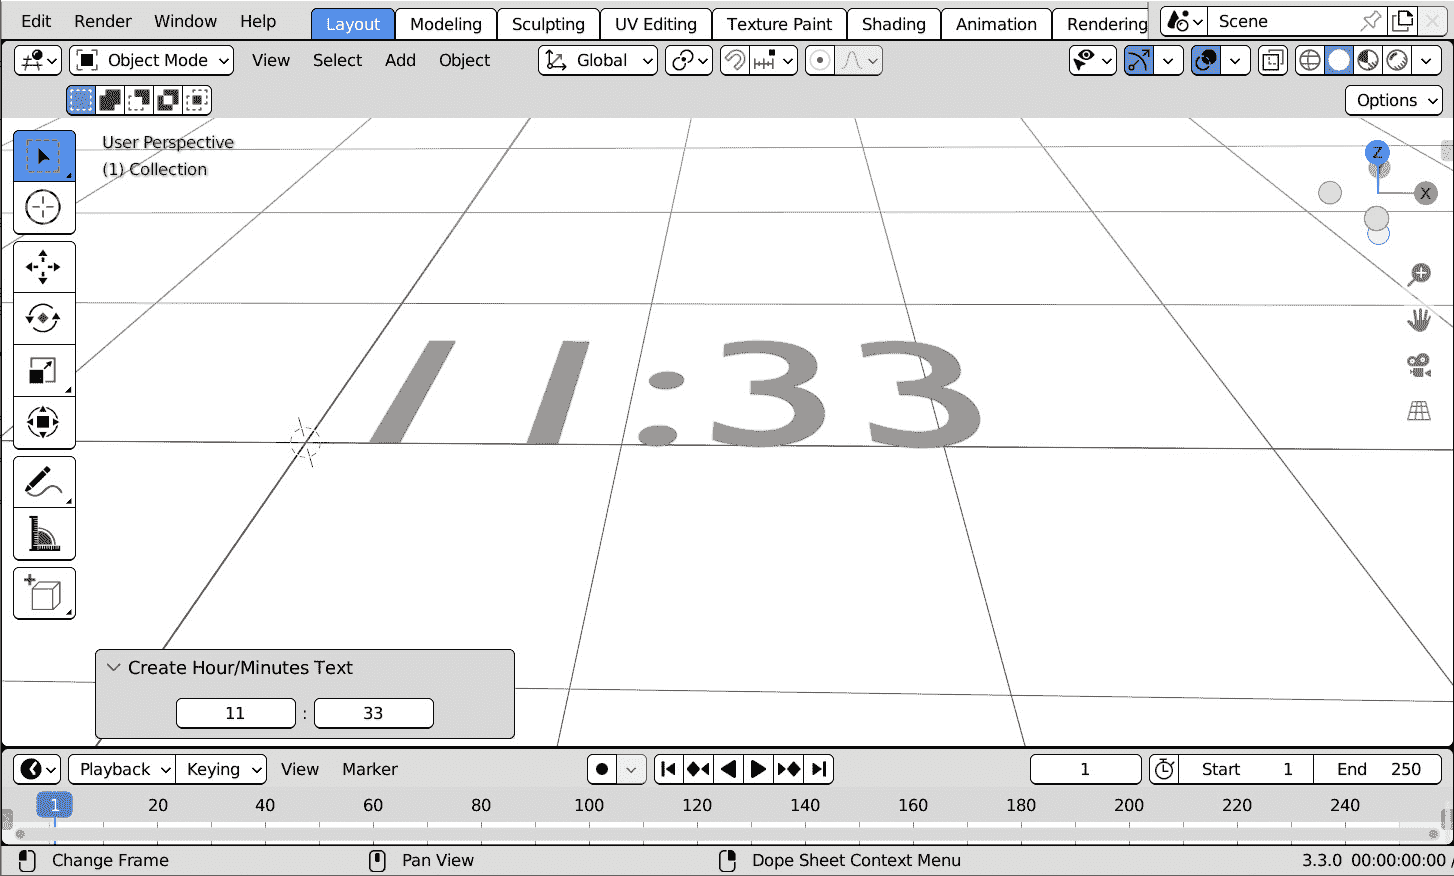 Edit Render Window Help Layout Modeling Sculpting UV Editing Texture Paint Shading Animation Rendering Scene
Object Mode View Select Add Object Global
Options
User Perspective
(1) Collection
Z
X
11:33
Create Hour/Minutes Text
11 : 33
Playback Keying View Marker 1 Start 1 End 250
1 20 40 60 80 100 120 140 160 180 200 220 240
Change Frame Pan View Dope Sheet Context Menu 3.3.0 00:00:00:00 /